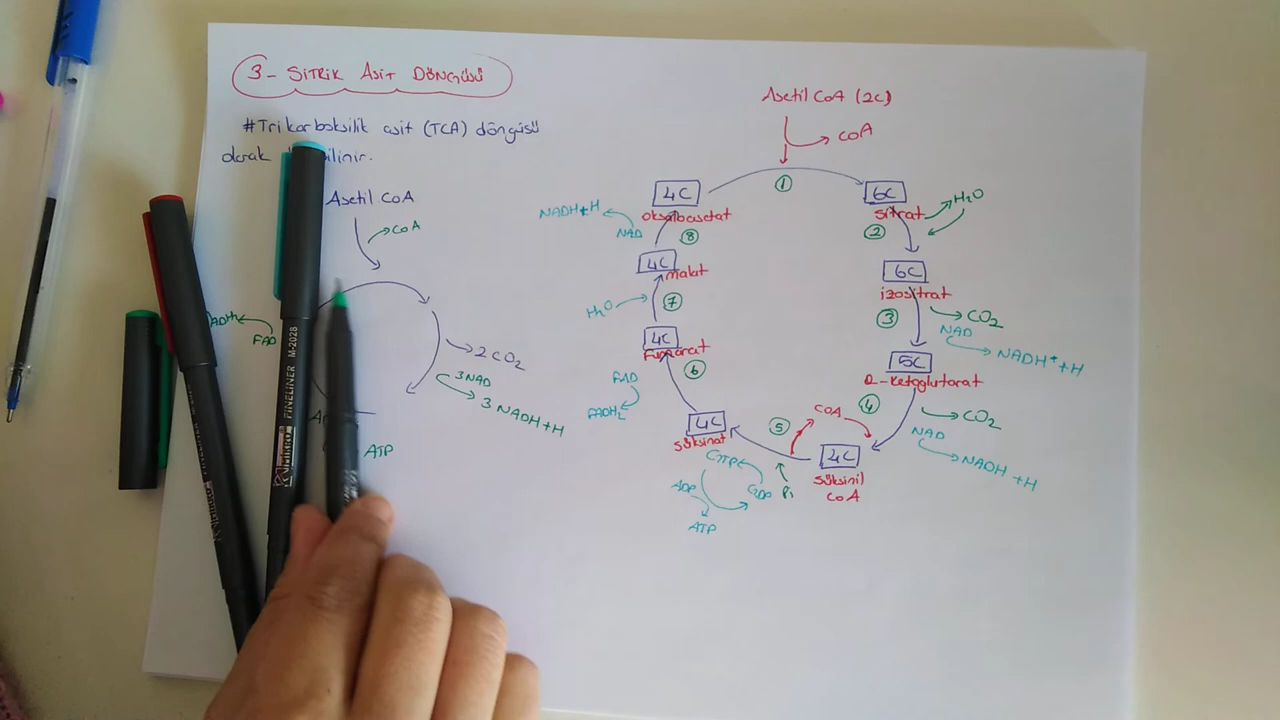 3- SİTRİK ASİT DÖNGÜSÜ
#Trikarboksilik asit (TCA) döngüsü
olarak
Asetil CoA
CoA
FAD
2CO₂
3NAD
3 NADH+H
ATP
FINELINER M-2028
Asetil CoA (2C)
CoA
1
4C
oksaloasetat
6C
sitrat
H₂O
2
6C
izositrat
3
CO₂
NAD
NADH⁺+H
5C
α-ketoglutarat
4
CO₂
NAD
NADH+H
4C
süksinil
CoA
COA
5
Pi
GTP
GDP
ADP
ATP
4C
süksinat
6
FAD
FADH₂
4C
Fumarat
7
H₂O
4C
malat
8
NAD
NADH+H